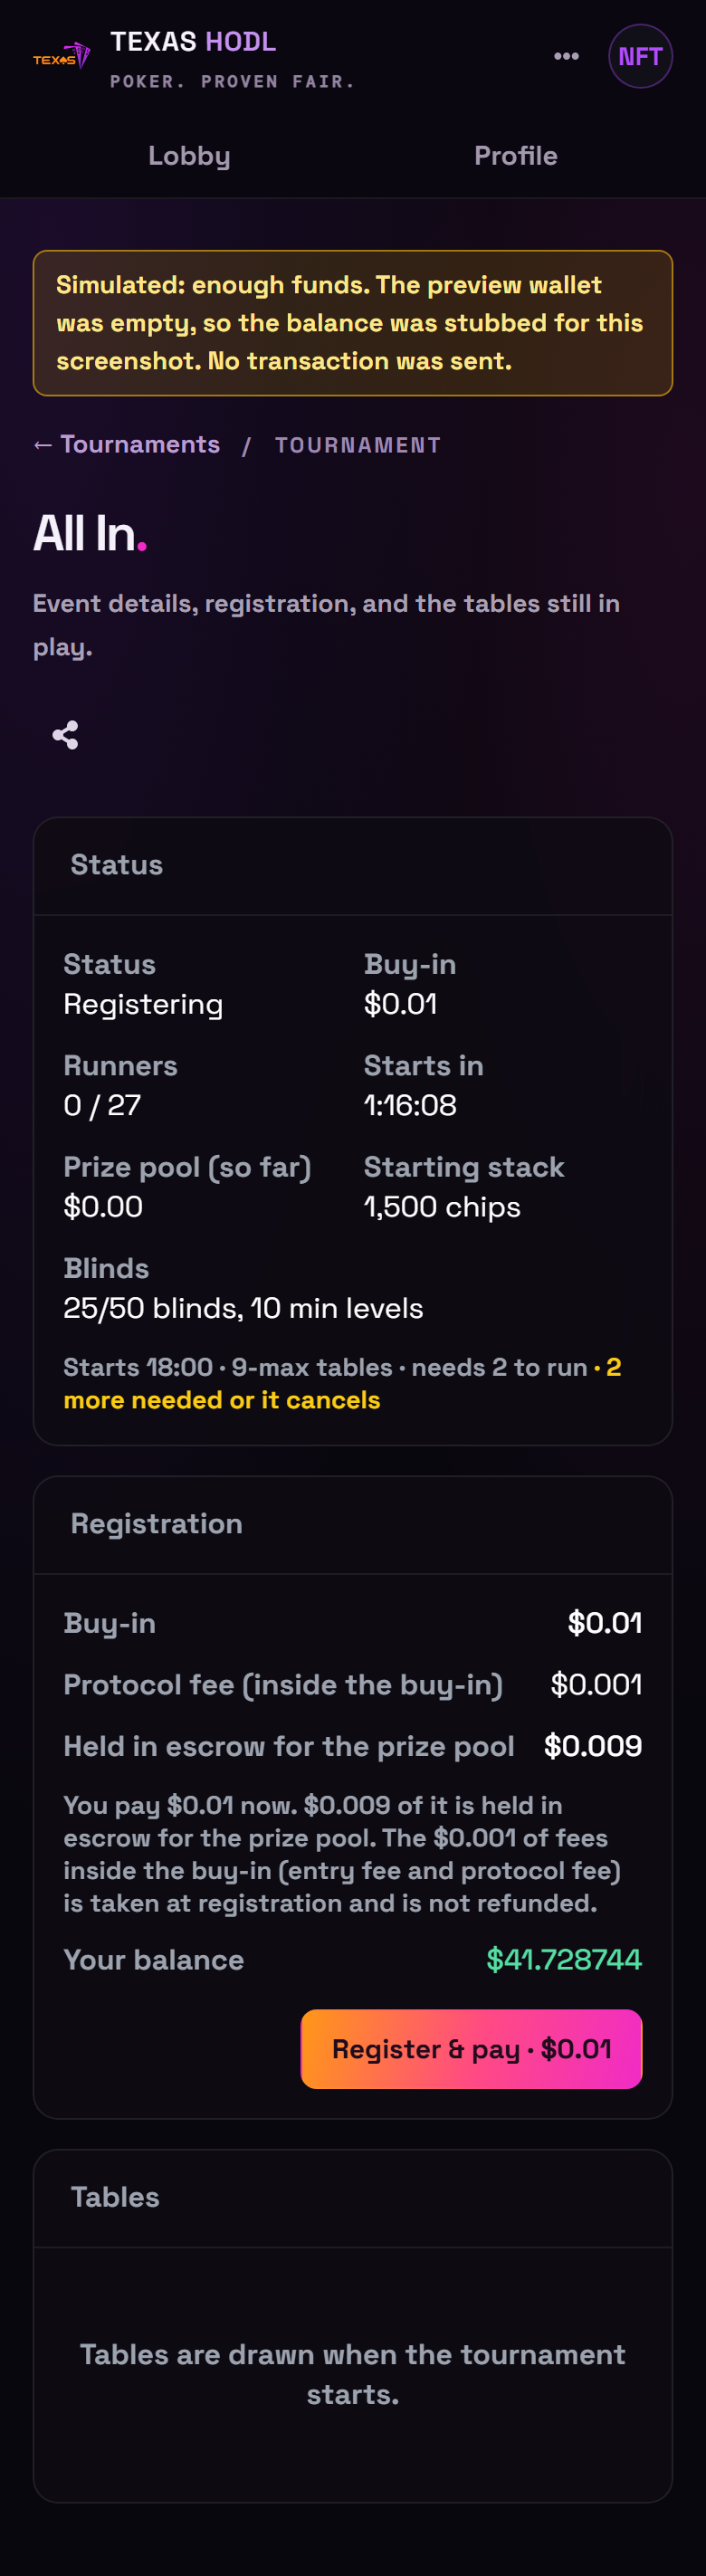 TEXAS
TEXAS HODL
POKER. PROVEN FAIR.
•••
NFT
Lobby
Profile
Simulated: enough funds. The preview wallet
was empty, so the balance was stubbed for this
screenshot. No transaction was sent.
← Tournaments / TOURNAMENT
All In.
Event details, registration, and the tables still in
play.
Status
Status
Registering
Buy-in
$0.01
Runners
0 / 27
Starts in
1:16:08
Prize pool (so far)
$0.00
Starting stack
1,500 chips
Blinds
25/50 blinds, 10 min levels
Starts 18:00 · 9-max tables · needs 2 to run · 2
more needed or it cancels
Registration
Buy-in $0.01
Protocol fee (inside the buy-in) $0.001
Held in escrow for the prize pool $0.009
You pay $0.01 now. $0.009 of it is held in
escrow for the prize pool. The $0.001 of fees
inside the buy-in (entry fee and protocol fee)
is taken at registration and is not refunded.
Your balance $41.728744
Register & pay · $0.01
Tables
Tables are drawn when the tournament
starts.